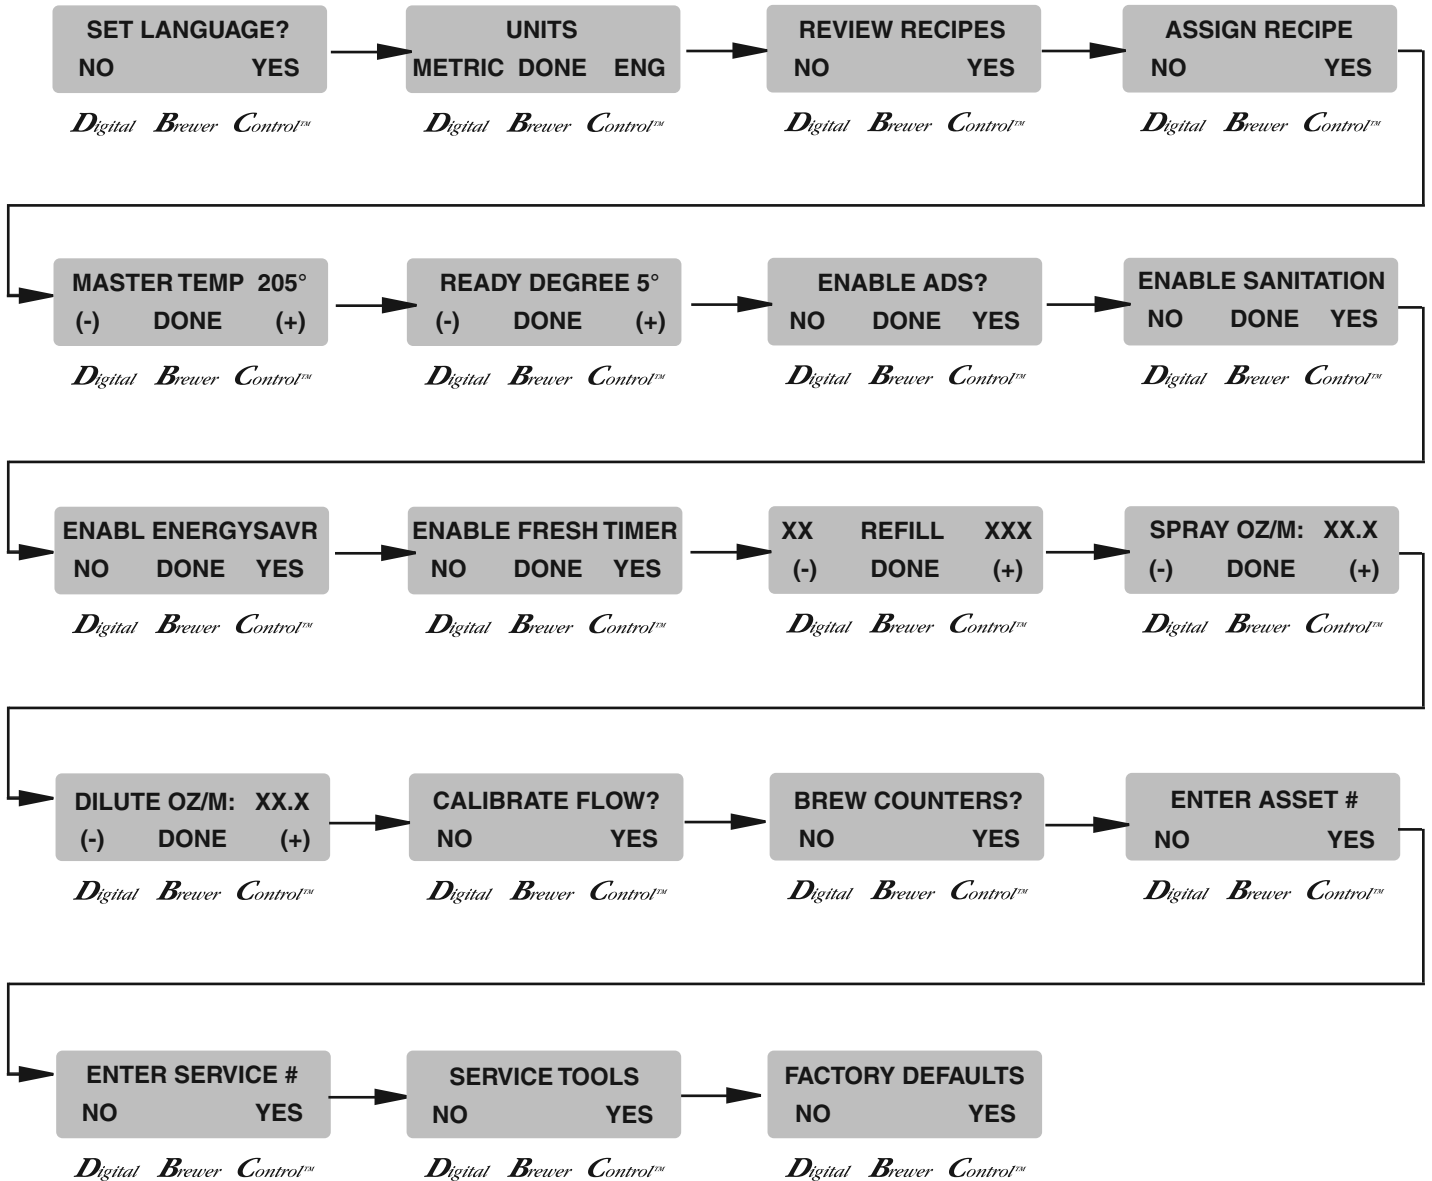 SET LANGUAGE?
NO YES
Digital Brewer Control™
UNITS
METRIC DONE ENG
Digital Brewer Control™
REVIEW RECIPES
NO YES
Digital Brewer Control™
ASSIGN RECIPE
NO YES
Digital Brewer Control™
MASTER TEMP 205°
(-) DONE (+)
Digital Brewer Control™
READY DEGREE 5°
(-) DONE (+)
Digital Brewer Control™
ENABLE ADS?
NO DONE YES
Digital Brewer Control™
ENABLE SANITATION
NO DONE YES
Digital Brewer Control™
ENABL ENERGYSAVR
NO DONE YES
Digital Brewer Control™
ENABLE FRESH TIMER
NO DONE YES
Digital Brewer Control™
XX REFILL XXX
(-) DONE (+)
Digital Brewer Control™
SPRAY OZ/M: XX.X
(-) DONE (+)
Digital Brewer Control™
DILUTE OZ/M: XX.X
(-) DONE (+)
Digital Brewer Control™
CALIBRATE FLOW?
NO YES
Digital Brewer Control™
BREW COUNTERS?
NO YES
Digital Brewer Control™
ENTER ASSET #
NO YES
Digital Brewer Control™
ENTER SERVICE #
NO YES
Digital Brewer Control™
SERVICE TOOLS
NO YES
Digital Brewer Control™
FACTORY DEFAULTS
NO YES
Digital Brewer Control™